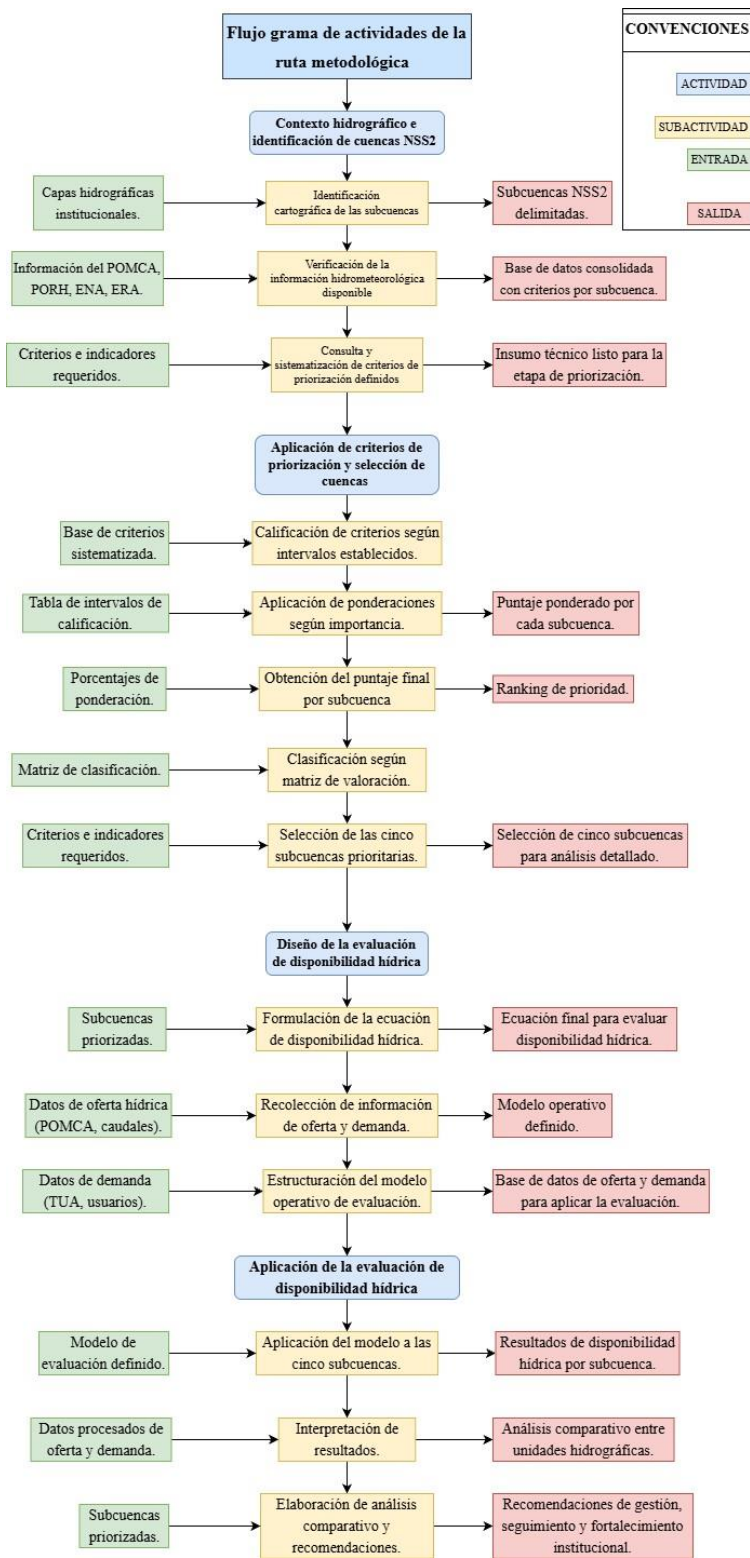 Flujo grama de actividades de la
ruta metodológica
CONVENCIONES
ACTIVIDAD
SUBACTIVIDAD
ENTRADA
SALIDA
Contexto hidrográfico e
identificación de cuencas NSS2
Capas hidrográficas
institucionales.
Identificación
cartográfica de las subcuencas
Subcuencas NSS2
delimitadas.
Información del POMCA,
PORH, ENA, ERA.
Verificación de la
información hidrometeorológica
disponible
Base de datos consolidada
con criterios por subcuenca.
Criterios e indicadores
requeridos.
Consulta y
sistematización de criterios de
priorización definidos
Insumo técnico listo para la
etapa de priorización.
Aplicación de criterios de
priorización y selección de
cuencas
Base de criterios
sistematizada.
Calificación de criterios según
intervalos establecidos.
Tabla de intervalos de
calificación.
Aplicación de ponderaciones
según importancia.
Puntaje ponderado por
cada subcuenca.
Porcentajes de
ponderación.
Obtención del puntaje final
por subcuenca
Ranking de prioridad.
Matriz de clasificación.
Clasificación según
matriz de valoración.
Criterios e indicadores
requeridos.
Selección de las cinco
subcuencas prioritarias.
Selección de cinco subcuencas
para análisis detallado.
Diseño de la evaluación
de disponibilidad hídrica
Subcuencas
priorizadas.
Formulación de la ecuación
de disponibilidad hídrica.
Ecuación final para evaluar
disponibilidad hídrica.
Datos de oferta hídrica
(POMCA, caudales).
Recolección de información
de oferta y demanda.
Modelo operativo
definido.
Datos de demanda
(TUA, usuarios).
Estructuración del modelo
operativo de evaluación.
Base de datos de oferta y demanda
para aplicar la evaluación.
Aplicación de la evaluación de
disponibilidad hídrica
Modelo de
evaluación definido.
Aplicación del modelo a las
cinco subcuencas.
Resultados de disponibilidad
hídrica por subcuenca.
Datos procesados de
oferta y demanda.
Interpretación de
resultados.
Análisis comparativo entre
unidades hidrográficas.
Subcuencas
priorizadas.
Elaboración de análisis
comparativo y
recomendaciones.
Recomendaciones de gestión,
seguimiento y fortalecimiento
institucional.